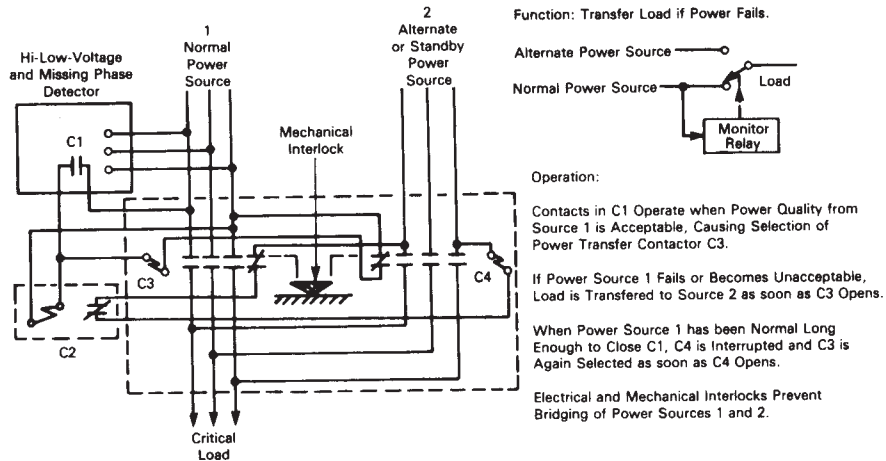 1
Normal
Power
Source
2
Alternate
or Standby
Power
Source
Hi-Low-Voltage
and Missing Phase
Detector
C1
Mechanical
Interlock
C3
C4
C2
Critical
Load
Function: Transfer Load if Power Fails.
Alternate Power Source
Normal Power Source
Load
Monitor
Relay
Operation:
Contacts in C1 Operate when Power Quality from
Source 1 is Acceptable, Causing Selection of
Power Transfer Contactor C3.
If Power Source 1 Fails or Becomes Unacceptable,
Load is Transfered to Source 2 as soon as C3 Opens.
When Power Source 1 has been Normal Long
Enough to Close C1, C4 is Interrupted and C3 is
Again Selected as soon as C4 Opens.
Electrical and Mechanical Interlocks Prevent
Bridging of Power Sources 1 and 2.